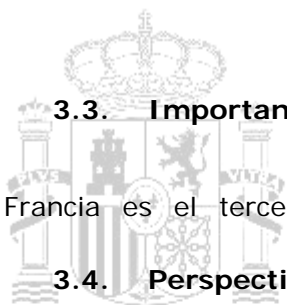 3.3. Importan
PLVS VLTRA
Francia es el terce
3.4. Perspecti